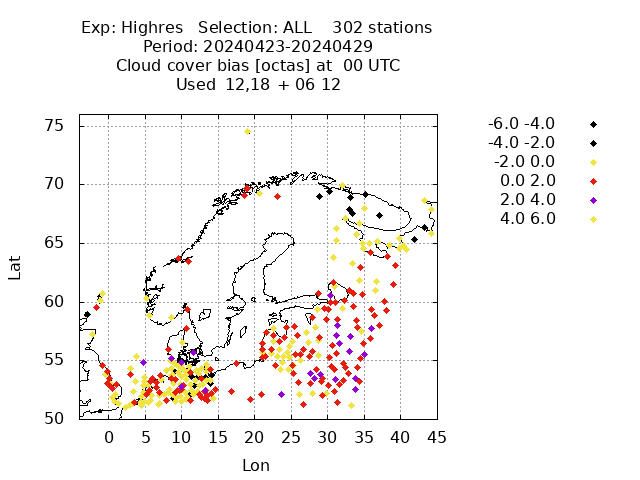 Exp: Highres   Selection: ALL    302 stations
Period: 20240423-20240429
Cloud cover bias [octas] at  00 UTC
Used  12,18 + 06 12
-6.0 -4.0
-4.0 -2.0
-2.0 0.0
0.0 2.0
2.0 4.0
4.0 6.0
Lat
75
70
65
60
55
50
0 5 10 15 20 25 30 35 40 45
Lon